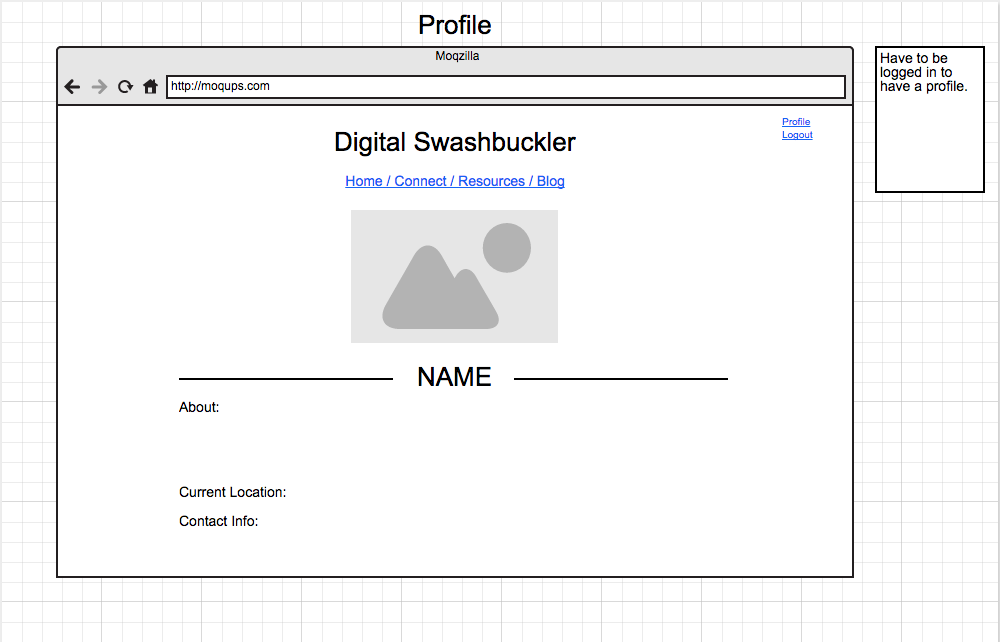 Profile
Moqzilla
http://moqups.com
Profile
Logout
Digital Swashbuckler
Home / Connect / Resources / Blog
NAME
About:
Current Location:
Contact Info:
Have to be
logged in to
have a profile.